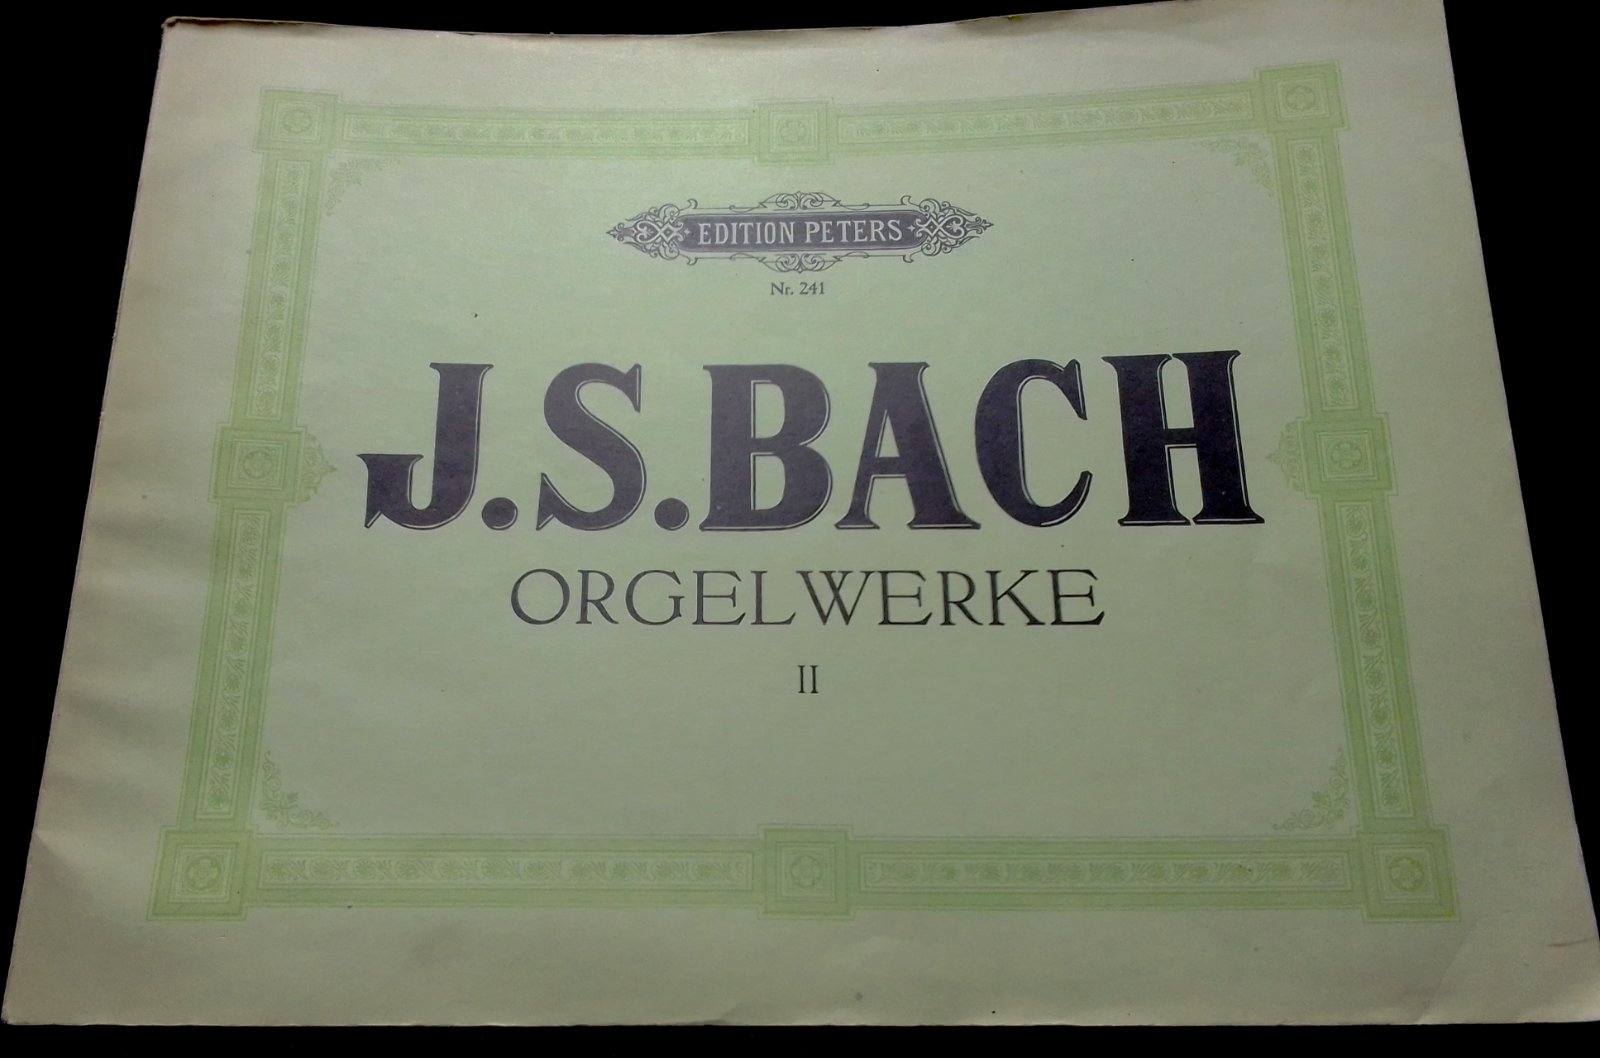 EDITION PETERS
Nr. 241
J.S.BACH
ORGELWERKE
II